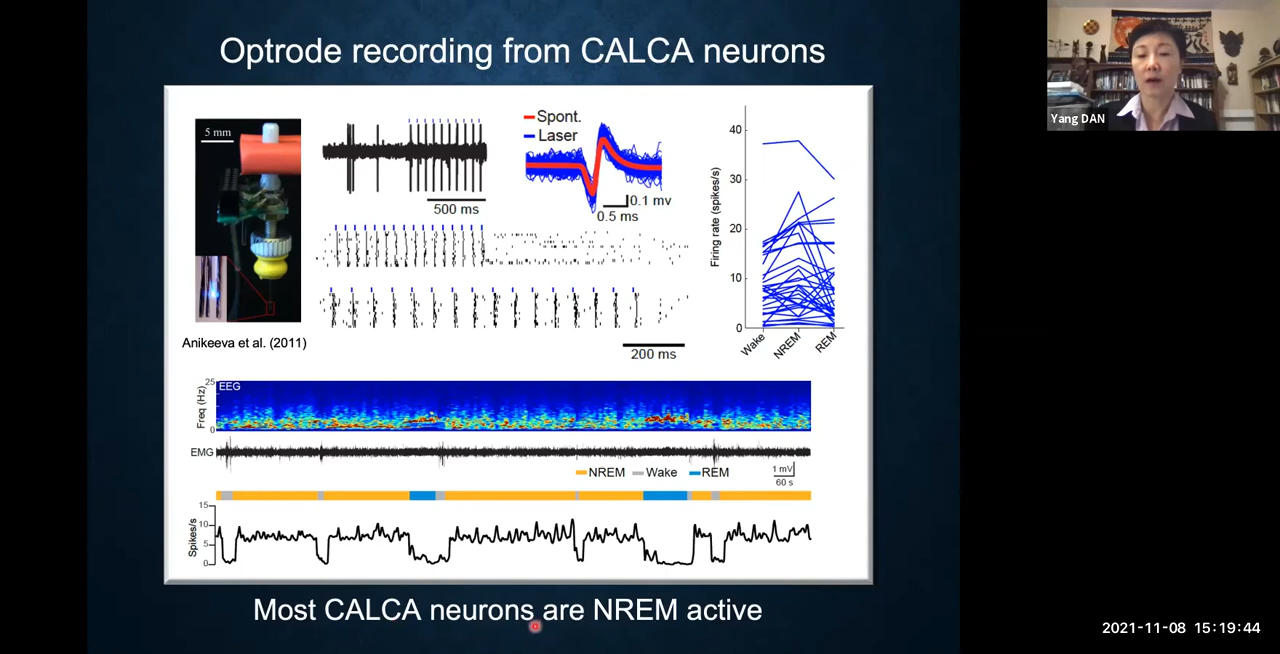 Optrode recording from CALCA neurons
Yang DAN
5 mm
Anikeeva et al. (2011)
500 ms
Spont.
Laser
0.1 mv
0.5 ms
200 ms
Firing rate (spikes/s)
40
30
20
10
0
Wake
NREM
REM
EEG
Freq (Hz)
25
0
EMG
NREM Wake REM
1 mV
60 s
Spikes/s
15
10
5
0
Most CALCA neurons are NREM active
2021-11-08 15:19:44